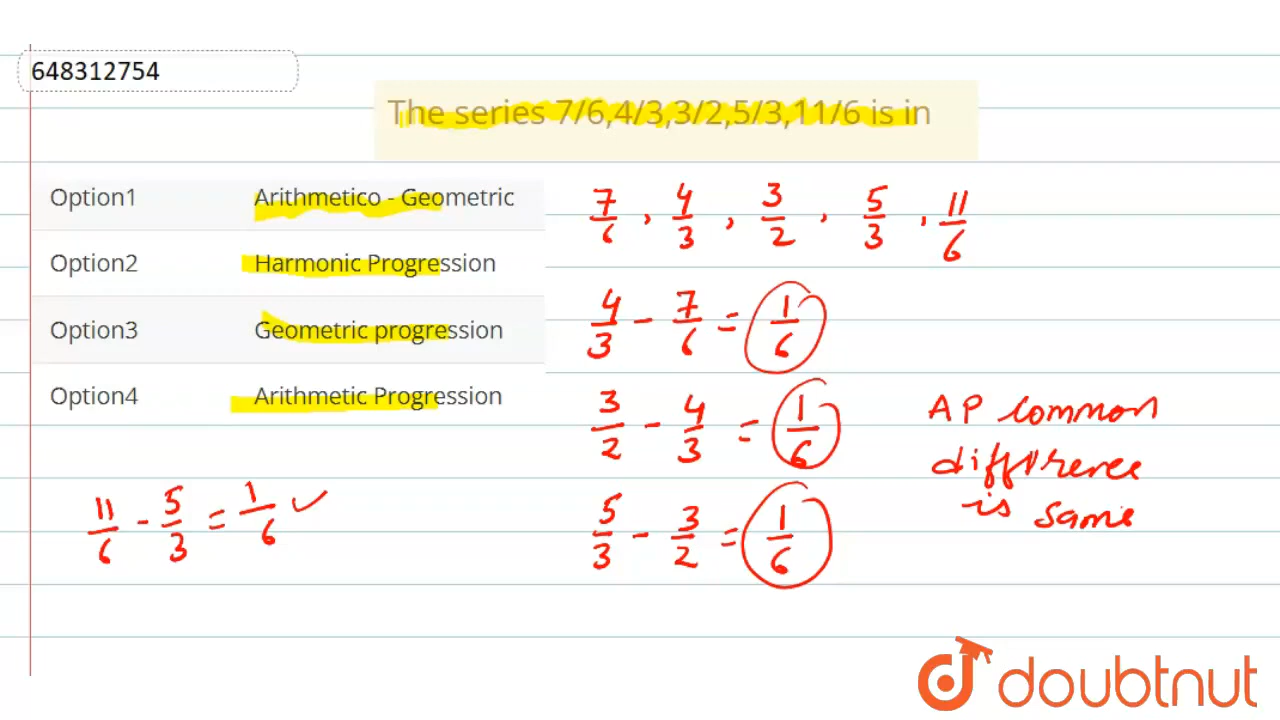 648312754
The series 7/6,4/3,3/2,5/3,11/6 is in
Option1 Arithmetico - Geometric
Option2 Harmonic Progression
Option3 Geometric progression
Option4 Arithmetic Progression
7/6, 4/3, 3/2, 5/3, 11/6
4/3 - 7/6 = 1/6
3/2 - 4/3 = 1/6
5/3 - 3/2 = 1/6
11/6 - 5/3 = 1/6 ✓
AP common
difference
is same
doubtnut